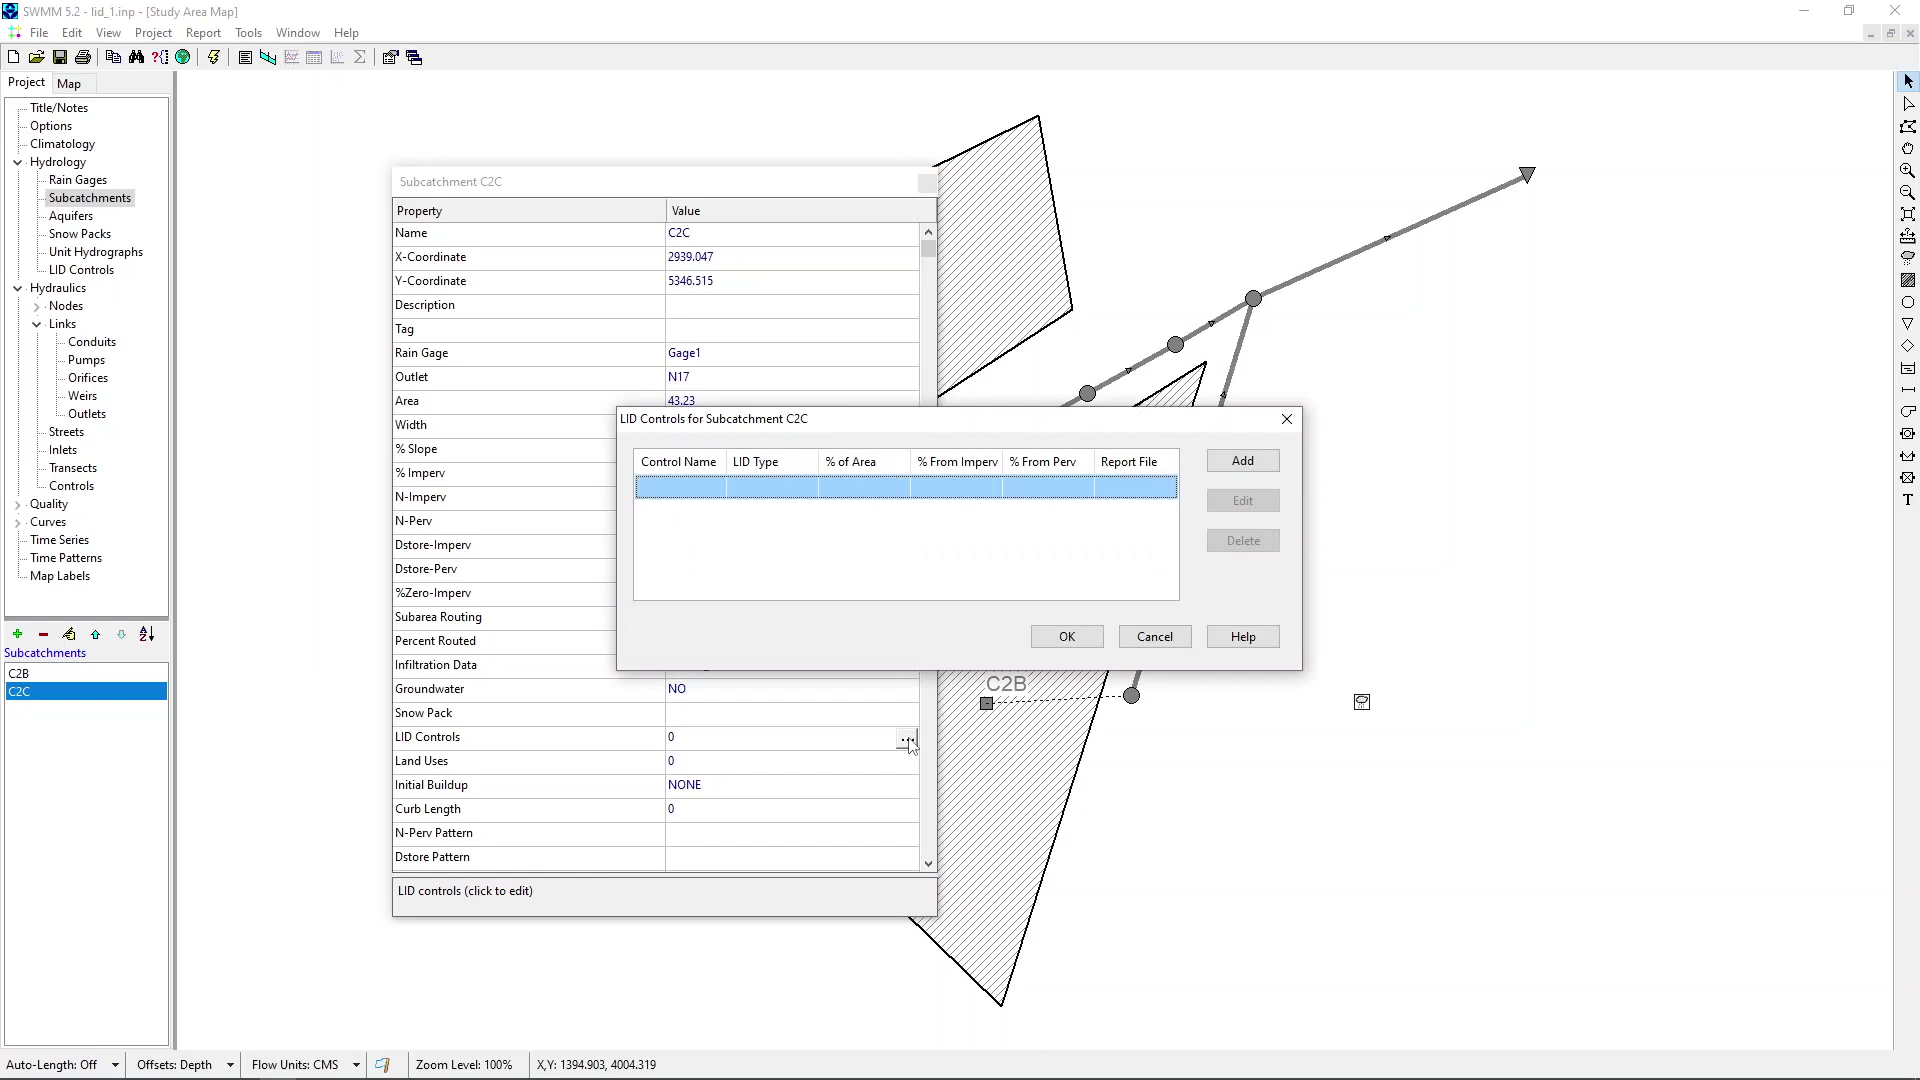 SWMM 5.2 - lid_1.inp - [Study Area Map]
File Edit View Project Report Tools Window Help
Project Map
Title/Notes
Options
Climatology
Hydrology
Rain Gages
Subcatchments
Aquifers
Snow Packs
Unit Hydrographs
LID Controls
Hydraulics
Nodes
Links
Conduits
Pumps
Orifices
Weirs
Outlets
Streets
Inlets
Transects
Controls
Quality
Curves
Time Series
Time Patterns
Map Labels
Subcatchments
C2B
C2C
Subcatchment C2C
Property Value
Name C2C
X-Coordinate 2939.047
Y-Coordinate 5346.515
Description
Tag
Rain Gage Gage1
Outlet N17
Area 43.23
Width
% Slope
% Imperv
N-Imperv
N-Perv
Dstore-Imperv
Dstore-Perv
%Zero-Imperv
Subarea Routing
Percent Routed
Infiltration Data
Groundwater NO
Snow Pack
LID Controls 0 ...
Land Uses 0
Initial Buildup NONE
Curb Length 0
N-Perv Pattern
Dstore Pattern
LID controls (click to edit)
LID Controls for Subcatchment C2C
Control Name LID Type % of Area % From Imperv % From Perv Report File
Add
Edit
Delete
OK Cancel Help
C2B
T
Auto-Length: Off Offsets: Depth Flow Units: CMS Zoom Level: 100% X,Y: 1394.903, 4004.319